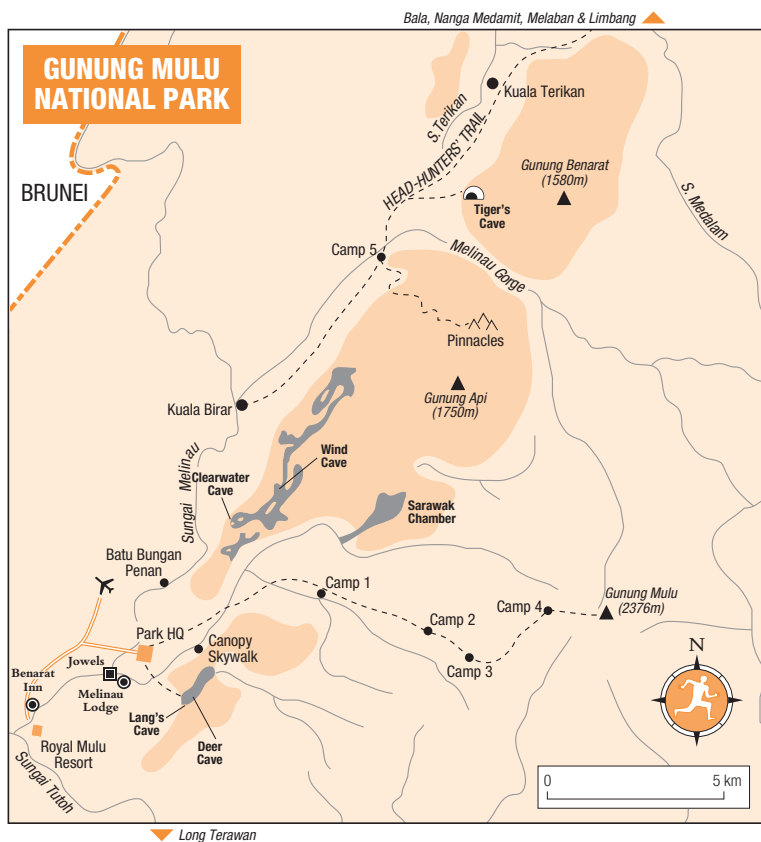 Bala, Nanga Medamit, Melaban & Limbang
GUNUNG MULU
NATIONAL PARK
BRUNEI
Kuala Terikan
S. Terikan
HEAD-HUNTERS' TRAIL
Gunung Benarat
(1580m)
S. Medalam
Tiger's
Cave
Camp 5
Melinau Gorge
Pinnacles
Gunung Api
(1750m)
Kuala Birar
Sungai Melinau
Wind
Cave
Clearwater
Cave
Sarawak
Chamber
Batu Bungan
Penan
Camp 1
Camp 2
Camp 3
Camp 4
Gunung Mulu
(2376m)
Park HQ
Canopy
Skywalk
Jowels
Benarat
Inn
Melinau
Lodge
Lang's
Cave
Deer
Cave
Royal Mulu
Resort
Sungai Tutoh
N
0 5 km
Long Terawan